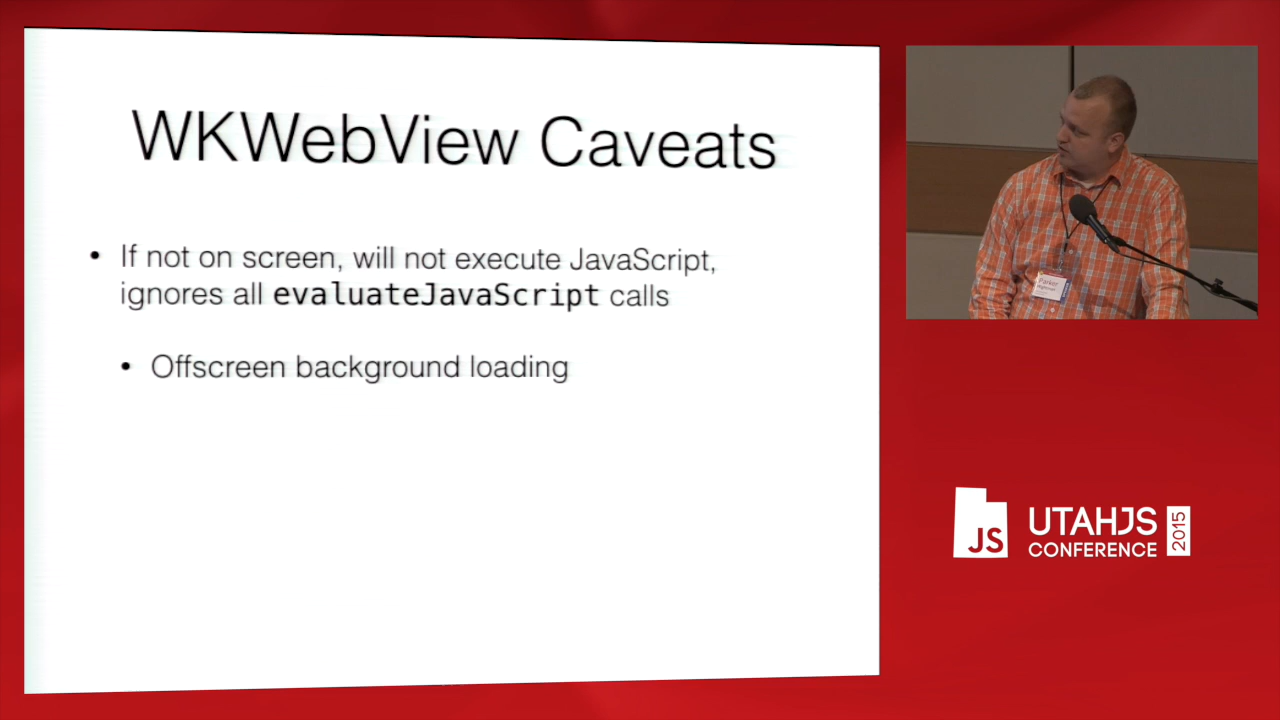 WKWebView Caveats
• If not on screen, will not execute JavaScript,
ignores all evaluateJavaScript calls
• Offscreen background loading
Parker
JS
UTAHJS
CONFERENCE
2015